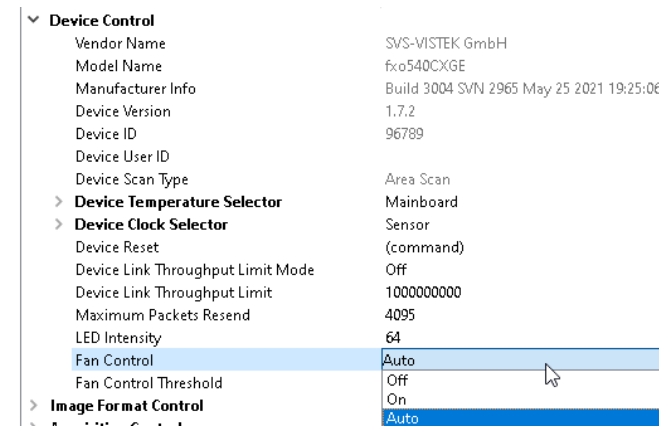 Device Control
Vendor Name SVS-VISTEK GmbH
Model Name fxo540CXGE
Manufacturer Info Build 3004 SVN 2965 May 25 2021 19:25:06
Device Version 1.7.2
Device ID 96789
Device User ID
Device Scan Type Area Scan
Device Temperature Selector Mainboard
Device Clock Selector Sensor
Device Reset (command)
Device Link Throughput Limit Mode Off
Device Link Throughput Limit 1000000000
Maximum Packets Resend 4095
LED Intensity 64
Fan Control Auto
Fan Control Threshold Off
On
Image Format Control
Auto